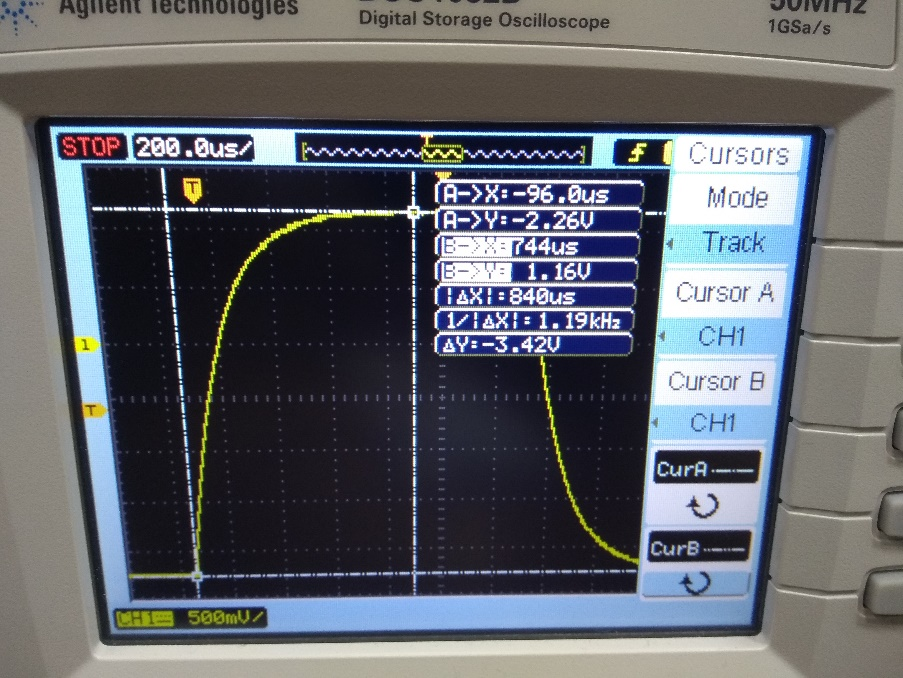 Agilent Technologies
Digital Storage Oscilloscope
50MHz
1GSa/s
STOP 200.0us/
T
Cursors
Mode
Track
Cursor A
CH1
Cursor B
CH1
CurA
CurB
T
A->X:-96.0us
A->Y:-2.26V
B->X: 744us
B->Y: 1.16V
|ΔX|:840us
1/|ΔX|:1.19kHz
ΔY:-3.42V
1
T
CH1 500mV/